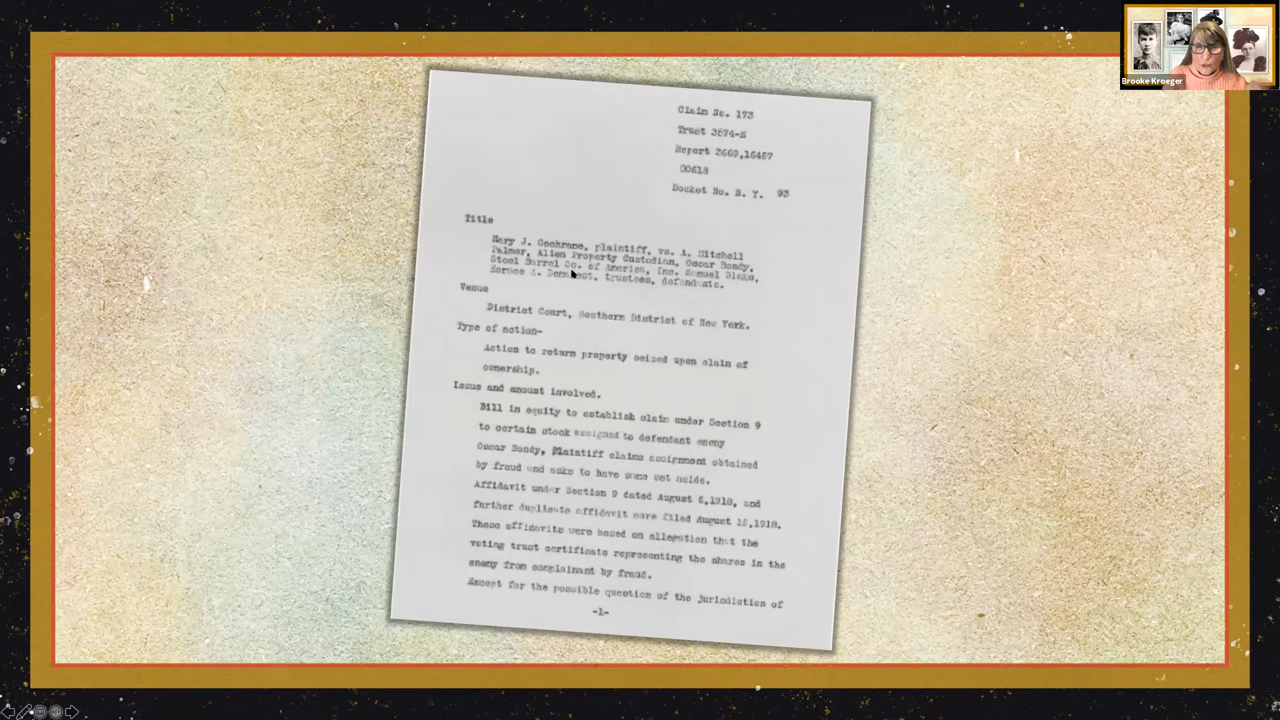 Brooke Kroeger
Claim No. 173
Trust 3574-E
Report 2660,16457
00618
Docket No. N. Y. 93
Title
Mary J. Cochrane, plaintiff, vs. A. Mitchell
Palmer, Alien Property Custodian, Oscar Bondy,
Steel Barrel Co. of America, Inc. Samuel
Horace A. trustees, defendants.
Venue
District Court, Southern District of New York.
Type of action-
Action to return property seized upon claim of
ownership.
Issue and amount involved.
Bill in equity to establish claim under Section 9
to certain stock assigned to defendant enemy
Oscar Bondy, Plaintiff claims assignment obtained
by fraud and asks to have same set aside.
Affidavit under Section 9 dated August 6,1918, and
further duplicate affidavit were filed August 15,1918.
These affidavits were based on allegation that the
voting trust certificate representing the shares in the
enemy from complainant by fraud.
Except for the possible question of the jurisdiction of
-1-